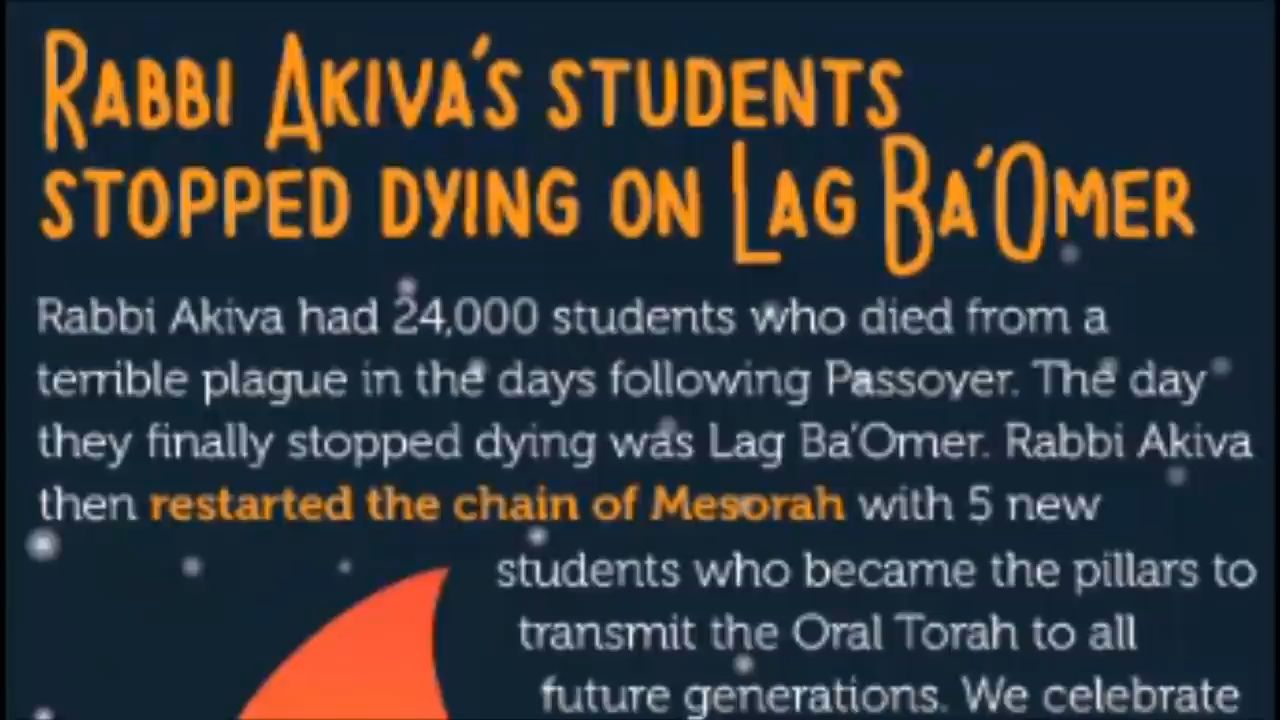 Rabbi Akiva's students
stopped dying on Lag Ba'Omer
Rabbi Akiva had 24,000 students who died from a
terrible plague in the days following Passover. The day
they finally stopped dying was Lag Ba'Omer. Rabbi Akiva
then restarted the chain of Mesorah with 5 new
students who became the pillars to
transmit the Oral Torah to all
future generations. We celebrate